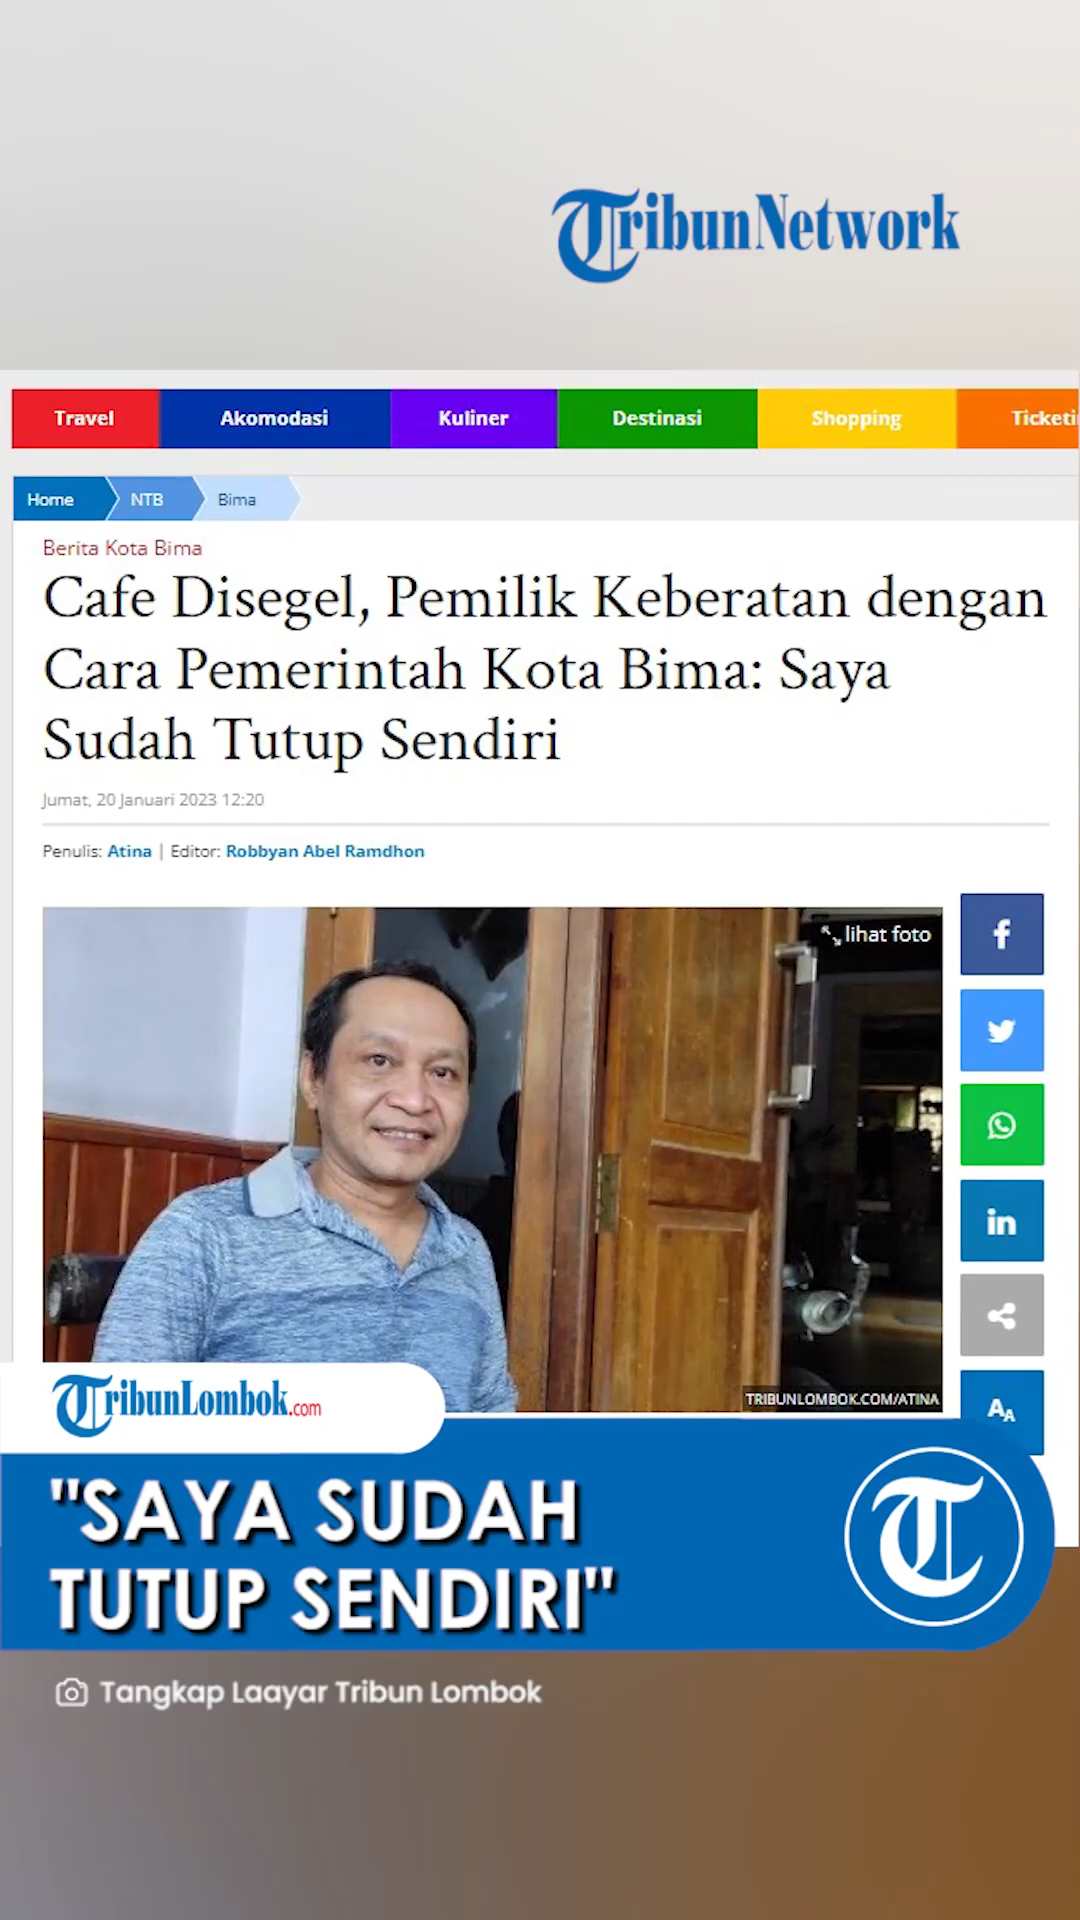 TribunNetwork
Travel Akomodasi Kuliner Destinasi Shopping Ticketi
Home NTB Bima
Berita Kota Bima
Cafe Disegel, Pemilik Keberatan dengan
Cara Pemerintah Kota Bima: Saya
Sudah Tutup Sendiri
Jumat, 20 Januari 2023 12:20
Penulis: Atina | Editor: Robbyan Abel Ramdhon
lihat foto
TRIBUNLOMBOK.COM/ATINA
AA
TribunLombok.com
"SAYA SUDAH
TUTUP SENDIRI"
Tangkap Laayar Tribun Lombok